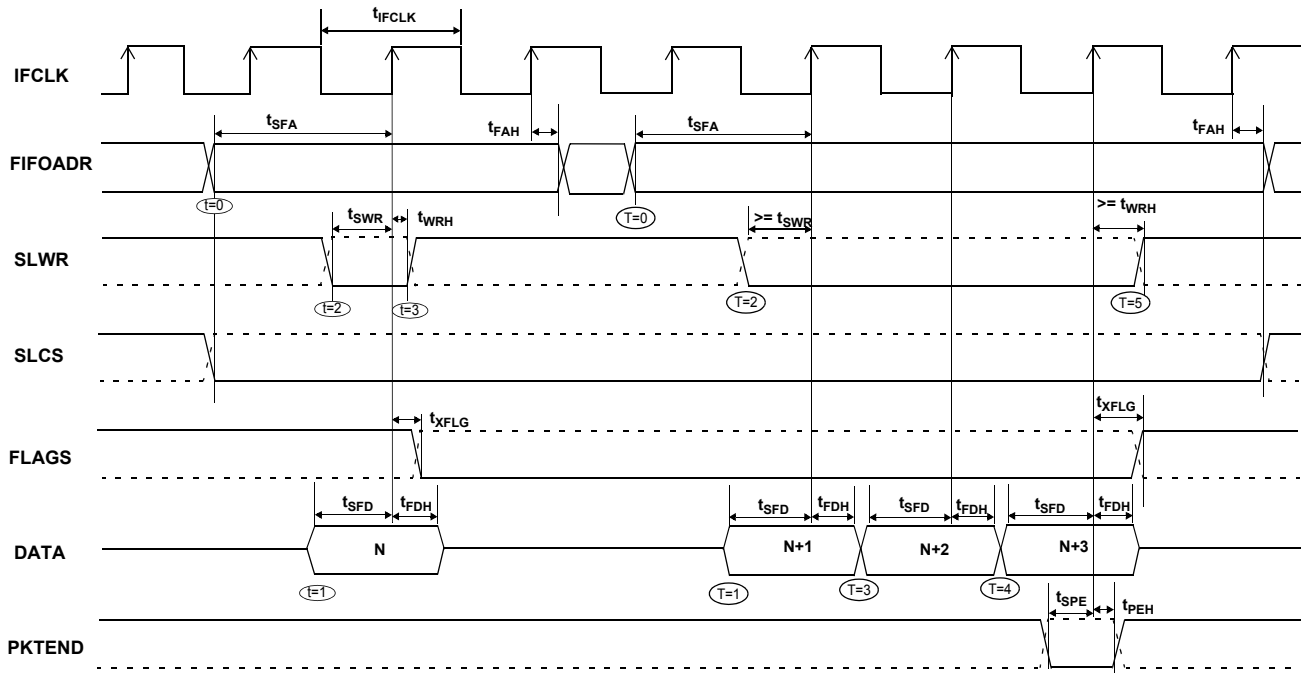 tIFCLK
IFCLK
tSFA
tFAH
tSFA
tFAH
FIFOADR
t=0
T=0
tSWR
tWRH
>= tSWR
>= tWRH
SLWR
t=2
t=3
T=2
T=5
SLCS
tXFLG
tXFLG
FLAGS
tSFD
tFDH
tSFD
tFDH
tSFD
tFDH
tSFD
tFDH
DATA
N
N+1
N+2
N+3
t=1
T=1
T=3
T=4
tSPE
tPEH
PKTEND